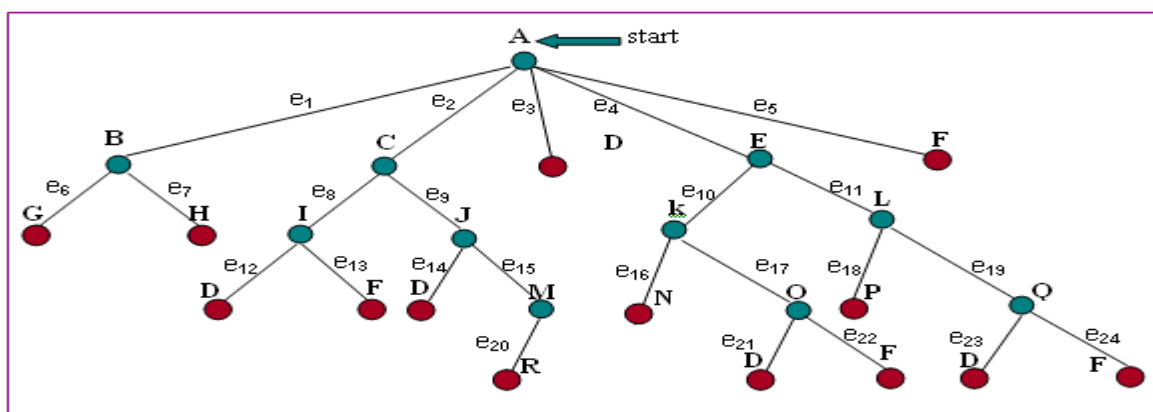 A start
e1 e2 e3 e4 e5
B C D E F
e6 e7 e8 e9 e10 e11
G H I J k L
e12 e13 e14 e15 e16 e17 e18 e19
D F D M N O P Q
e20 e21 e22 e23 e24
R D F D F